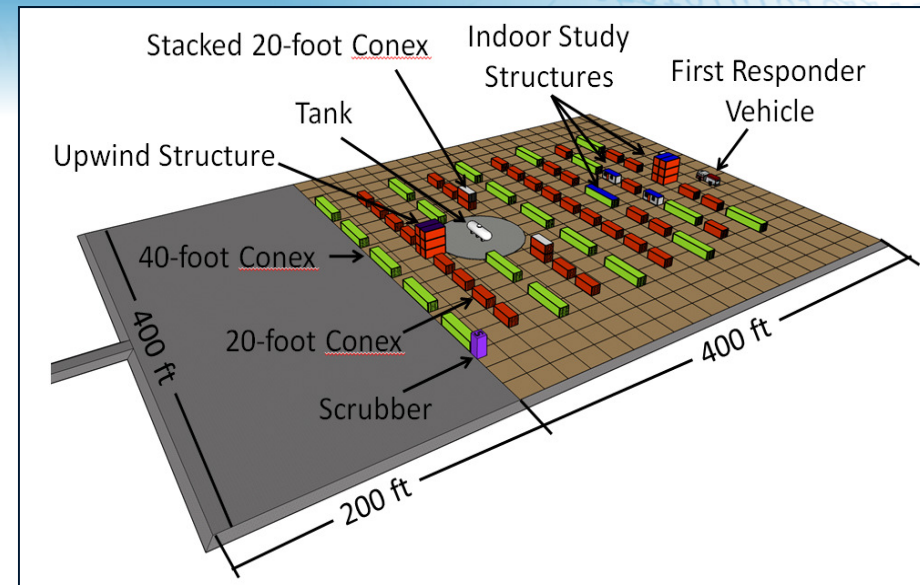 Stacked 20-foot Conex
Indoor Study
Structures
First Responder
Vehicle
Tank
Upwind Structure
40-foot Conex
20-foot Conex
Scrubber
400 ft
200 ft
400 ft